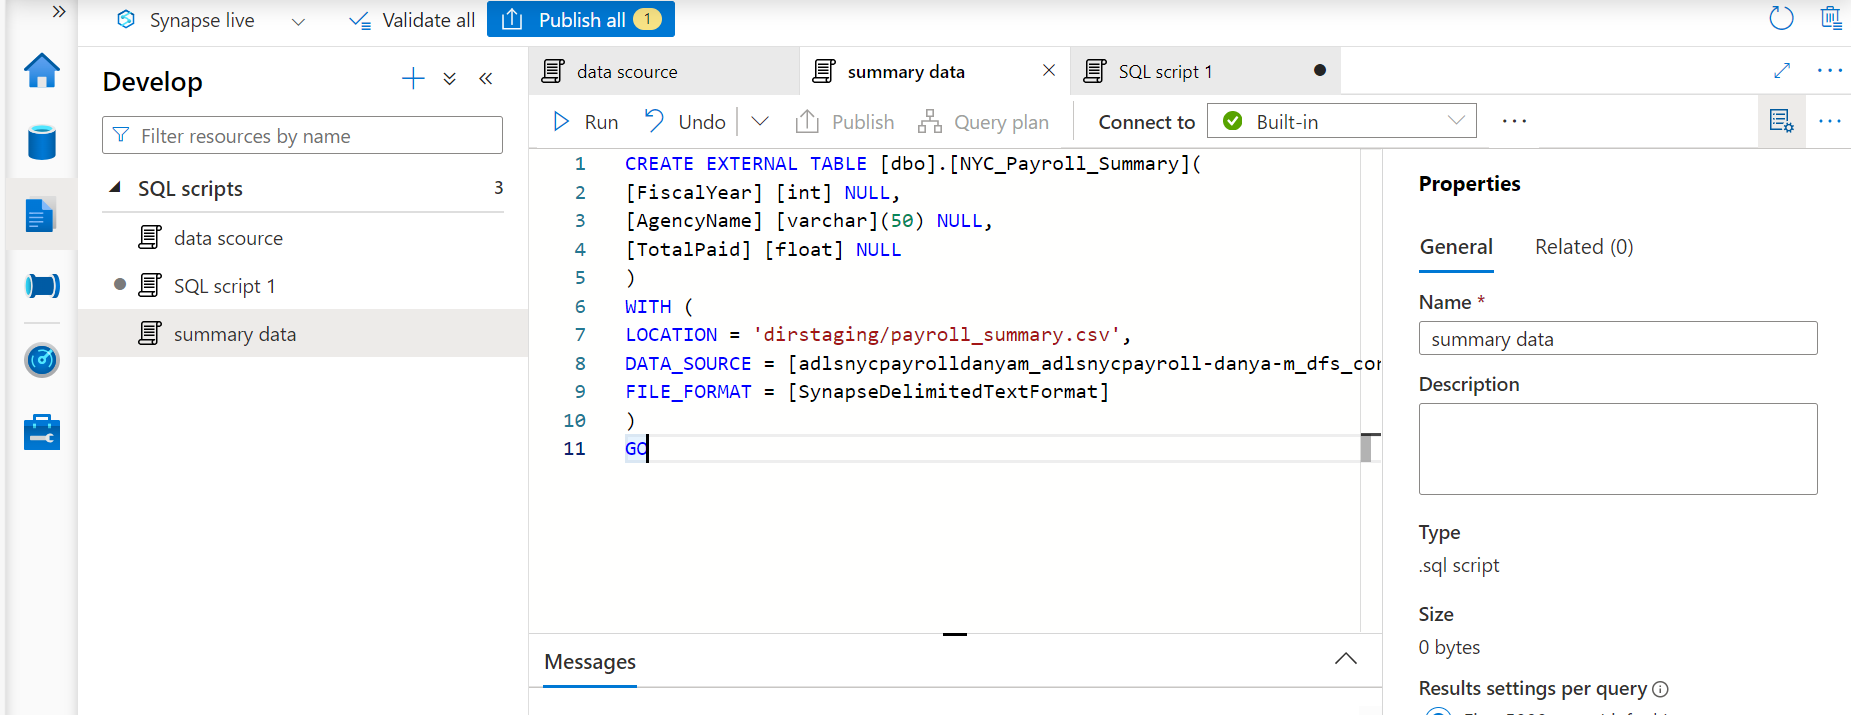 Synapse live
Validate all
Publish all 1
Develop
Filter resources by name
SQL scripts 3
data scource
SQL script 1
summary data
data scource
summary data
SQL script 1
Run
Undo
Publish
Query plan
Connect to
Built-in
1 CREATE EXTERNAL TABLE [dbo].[NYC_Payroll_Summary](
2 [FiscalYear] [int] NULL,
3 [AgencyName] [varchar](50) NULL,
4 [TotalPaid] [float] NULL
5 )
6 WITH (
7 LOCATION = 'dirstaging/payroll_summary.csv',
8 DATA_SOURCE = [adlsnycpayrolldanyam_adlsnycpayroll-danya-m_dfs_cor
9 FILE_FORMAT = [SynapseDelimitedTextFormat]
10 )
11 GO
Messages
Properties
General
Related (0)
Name *
summary data
Description
Type
.sql script
Size
0 bytes
Results settings per query